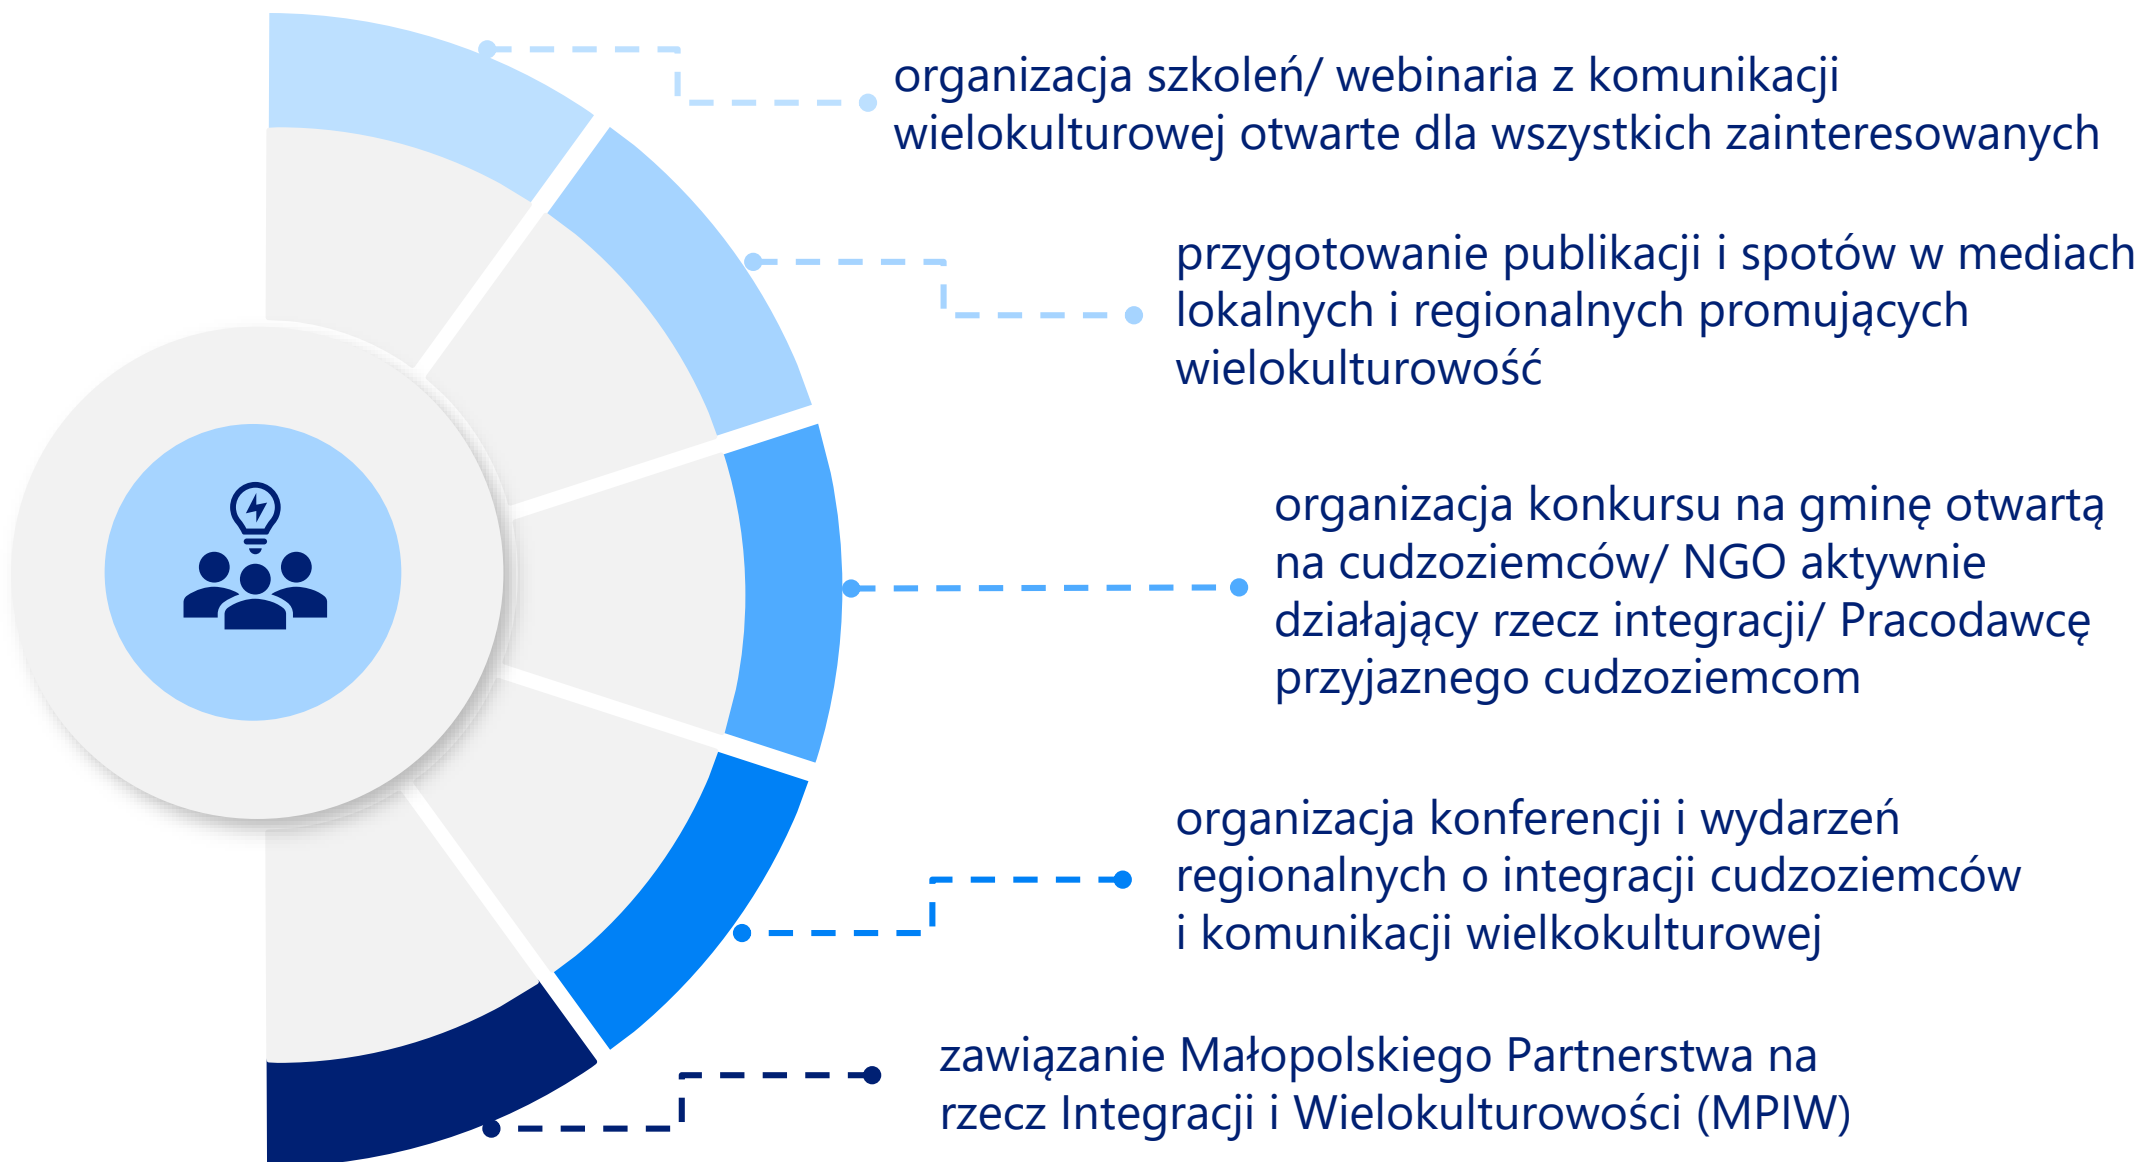 organizacja szkoleń/ webinaria z komunikacji
wielokulturowej otwarte dla wszystkich zainteresowanych
przygotowanie publikacji i spotów w mediach
lokalnych i regionalnych promujących
wielokulturowość
organizacja konkursu na gminę otwartą
na cudzoziemców/ NGO aktywnie
działający rzecz integracji/ Pracodawcę
przyjaznego cudzoziemcom
organizacja konferencji i wydarzeń
regionalnych o integracji cudzoziemców
i komunikacji wielkokulturowej
zawiązanie Małopolskiego Partnerstwa na
rzecz Integracji i Wielokulturowości (MPIW)